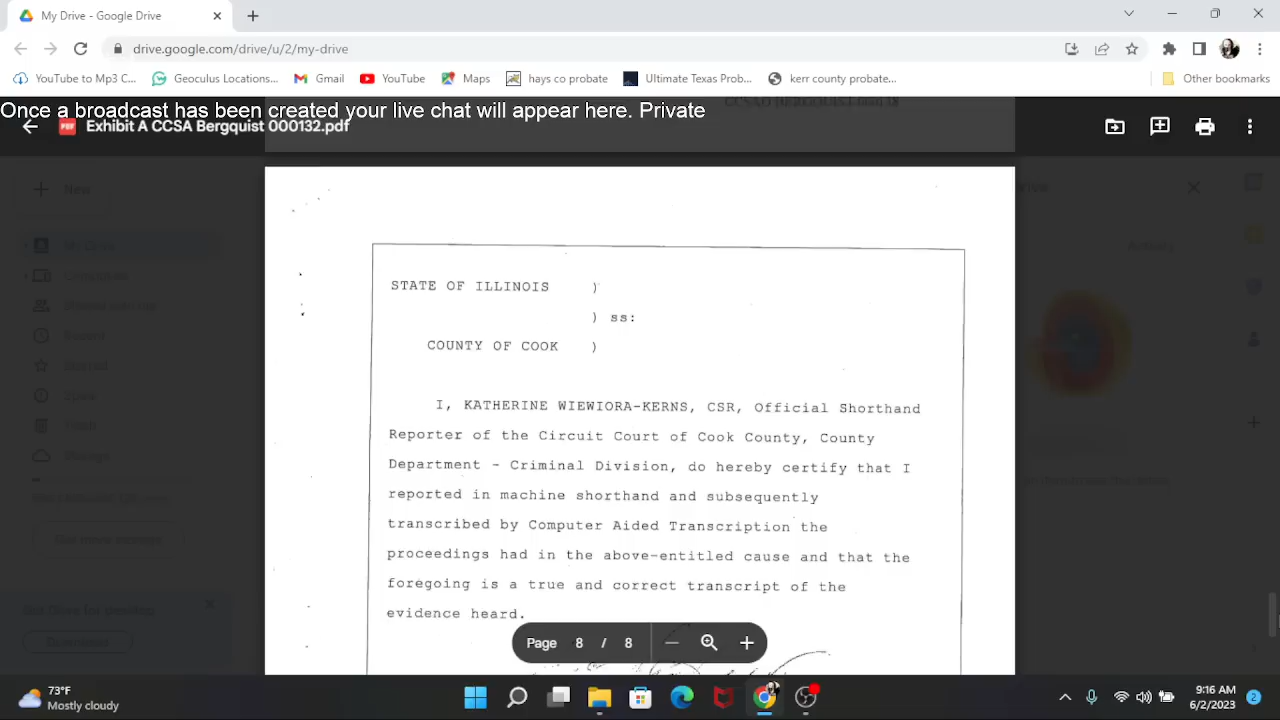 My Drive - Google Drive
drive.google.com/drive/u/2/my-drive
YouTube to Mp3 C...
Geoculus Locations...
Gmail
YouTube
Maps
hays co probate
Ultimate Texas Prob...
kerr county probate...
Other bookmarks
Once a broadcast has been created your live chat will appear here. Private
PDF
Exhibit A CCSA Bergquist 000132.pdf
New
My Drive
Activity
STATE OF ILLINOIS )
) ss:
COUNTY OF COOK )
I, KATHERINE WIEWIORA-KERNS, CSR, Official Shorthand
Reporter of the Circuit Court of Cook County, County
Department - Criminal Division, do hereby certify that I
reported in machine shorthand and subsequently
transcribed by Computer Aided Transcription the
proceedings had in the above-entitled cause and that the
foregoing is a true and correct transcript of the
evidence heard.
Page 8 / 8
73°F
Mostly cloudy
9:16 AM
6/2/2023
2